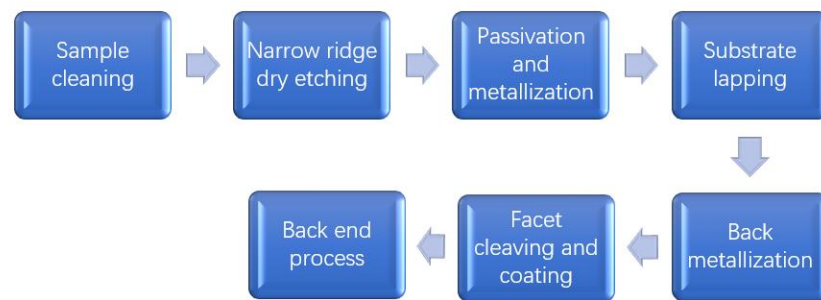 Sample
cleaning
Narrow ridge
dry etching
Passivation
and
metallization
Substrate
lapping
Back
metallization
Facet
cleaving and
coating
Back end
process